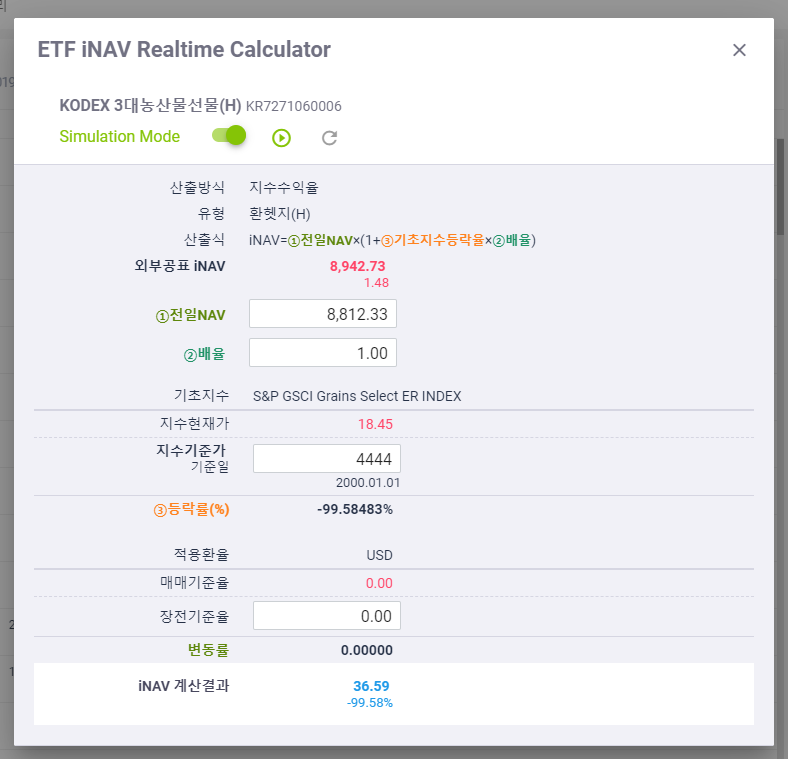 ETF iNAV Realtime Calculator
KODEX 3대농산물선물(H) KR7271060006
Simulation Mode
산출방식 지수수익율
유형 환헷지(H)
산출식 iNAV=①전일NAV×(1+③기초지수등락율×②배율)
외부공표 iNAV 8,942.73
1.48
①전일NAV 8,812.33
②배율 1.00
기초지수 S&P GSCI Grains Select ER INDEX
지수현재가 18.45
지수기준가 4444
기준일 2000.01.01
③등락률(%) -99.58483%
적용환율 USD
매매기준율 0.00
장전기준율 0.00
변동률 0.00000
iNAV 계산결과 36.59
-99.58%